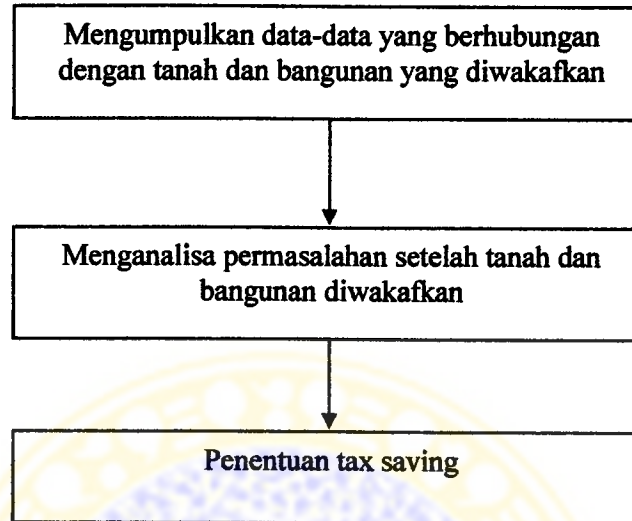 Mengumpulkan data-data yang berhubungan
dengan tanah dan bangunan yang diwakafkan
Menganalisa permasalahan setelah tanah dan
bangunan diwakafkan
Penentuan tax saving